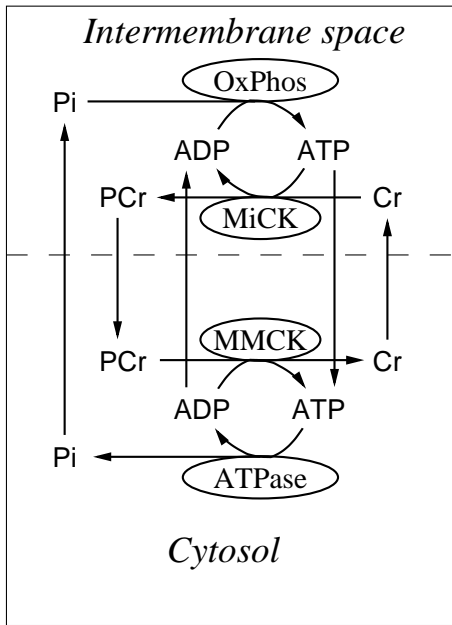 Intermembrane space
OxPhos
Pi
ADP ATP
PCr Cr
MiCK
MMCK
PCr Cr
ADP ATP
Pi
ATPase
Cytosol